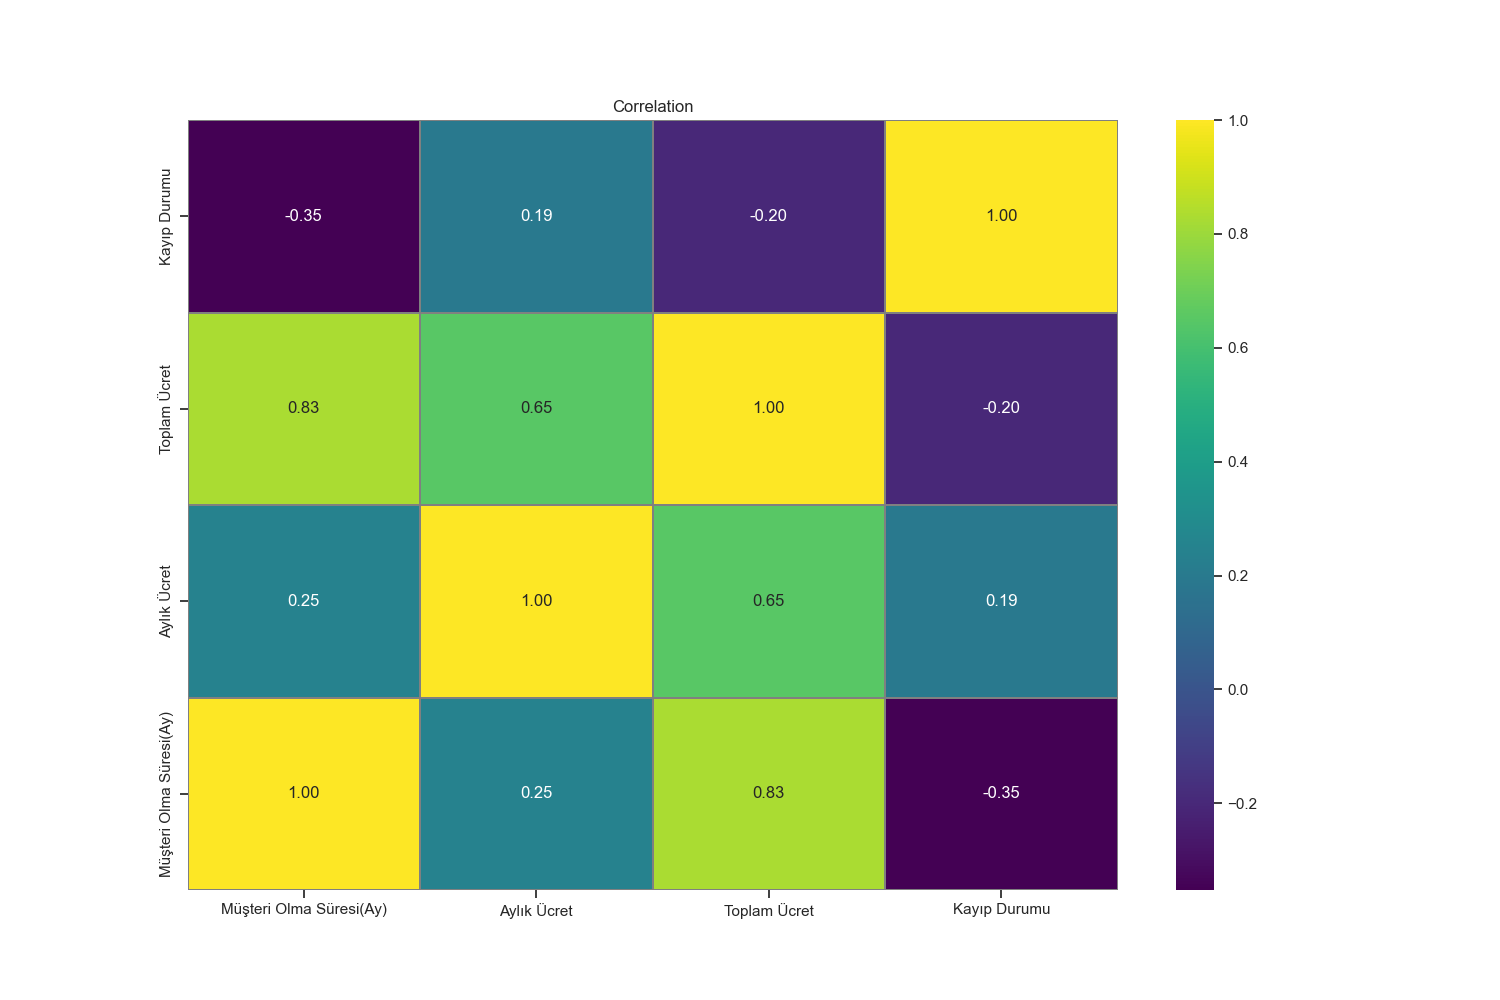 Correlation
Kayıp Durumu
-0.35 0.19 -0.20 1.00
Toplam Ücret
0.83 0.65 1.00 -0.20
Aylık Ücret
0.25 1.00 0.65 0.19
Müşteri Olma Süresi(Ay)
1.00 0.25 0.83 -0.35
Müşteri Olma Süresi(Ay) Aylık Ücret Toplam Ücret Kayıp Durumu
1.0
0.8
0.6
0.4
0.2
0.0
−0.2